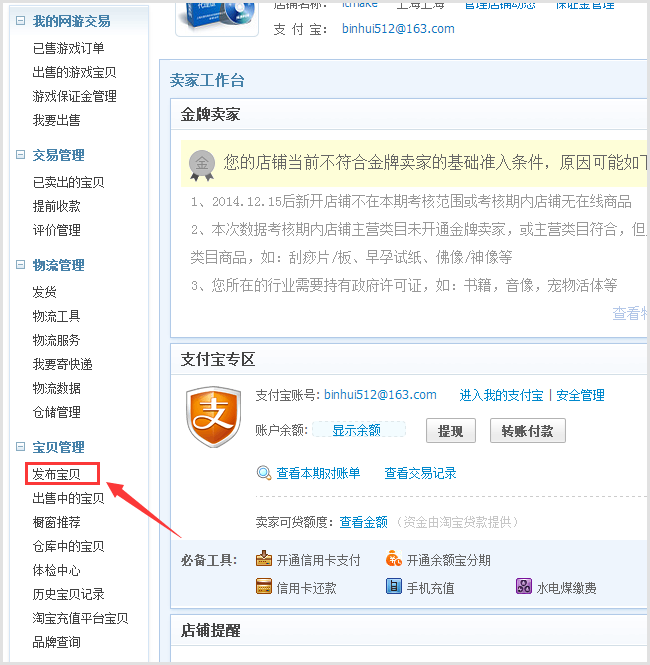 我的网游交易
已售游戏订单
出售的游戏宝贝
游戏保证金管理
我要出售
交易管理
已卖出的宝贝
提前收款
评价管理
物流管理
发货
物流工具
物流服务
我要寄快递
物流数据
仓储管理
宝贝管理
发布宝贝
出售中的宝贝
橱窗推荐
仓库中的宝贝
体检中心
历史宝贝记录
淘宝充值平台宝贝
品牌查询
店铺名称： icmake 上海上海 管理店铺动态 保证金管理
支 付 宝： binhui512@163.com
卖家工作台
金牌卖家
金 您的店铺当前不符合金牌卖家的基础准入条件，原因可能如下
1、2014.12.15后新开店铺不在本期考核范围或考核期内店铺无在线商品
2、本次数据考核期内店铺主营类目未开通金牌卖家，或主营类目符合，但
类目商品，如：刮痧片/板、早孕试纸、佛像/神像等
3、您所在的行业需要持有政府许可证，如：书籍，音像，宠物活体等
查看
支付宝专区
支 支付宝账号: binhui512@163.com 进入我的支付宝 | 安全管理
账户余额: 显示余额 提现 转账付款
查看本期对账单 查看交易记录
卖家可贷额度： 查看金额 （资金由淘宝贷款提供）
必备工具: 开通信用卡支付 开通余额宝分期
信用卡还款 手机充值 水电煤缴费
店铺提醒